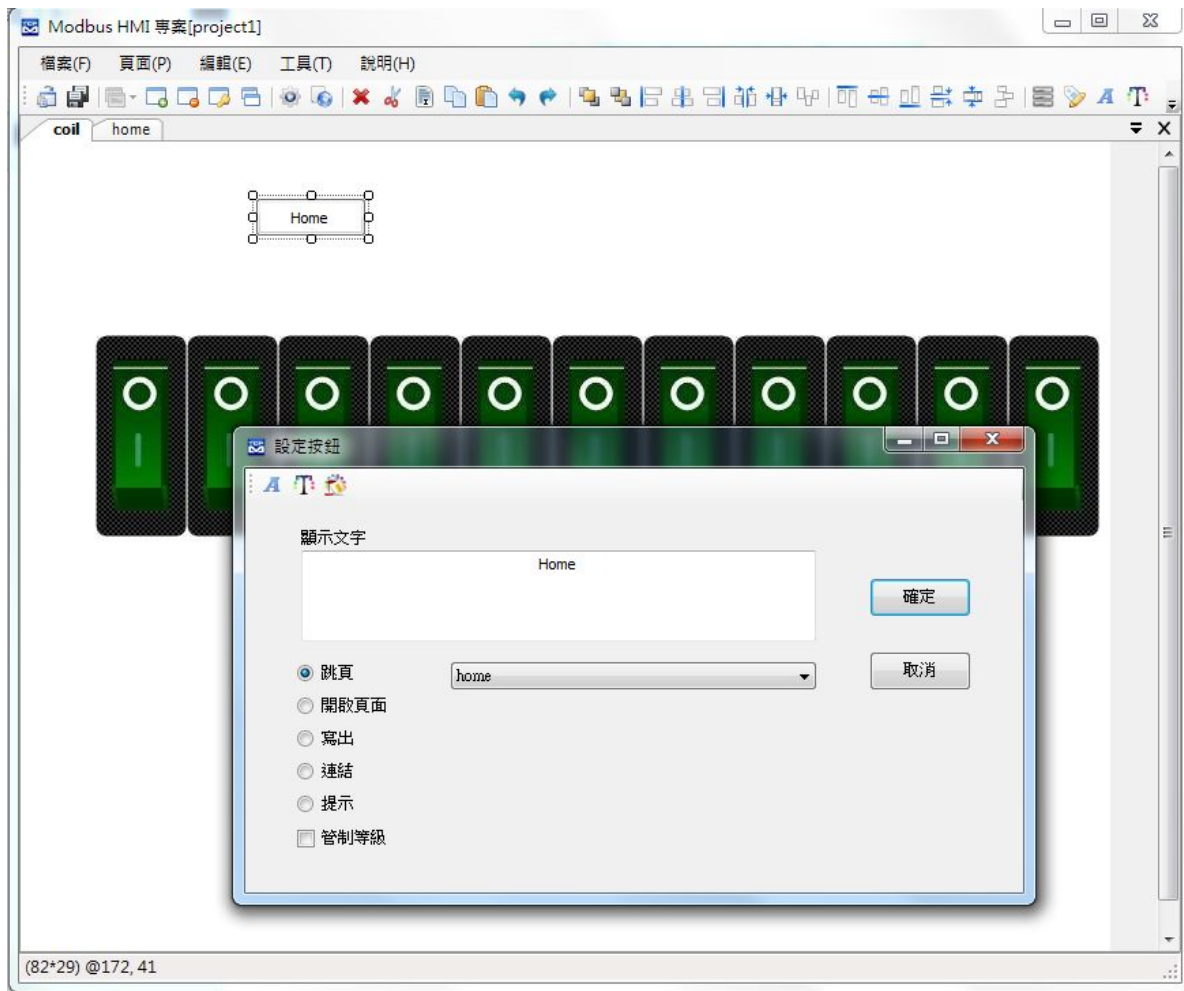 Modbus HMI 專案[project1]
檔案(F) 頁面(P) 編輯(E) 工具(T) 說明(H)
coil home
Home
設定按鈕
顯示文字
Home
確定
跳頁 home
取消
開啟頁面
寫出
連結
提示
管制等級
(82*29) @172, 41